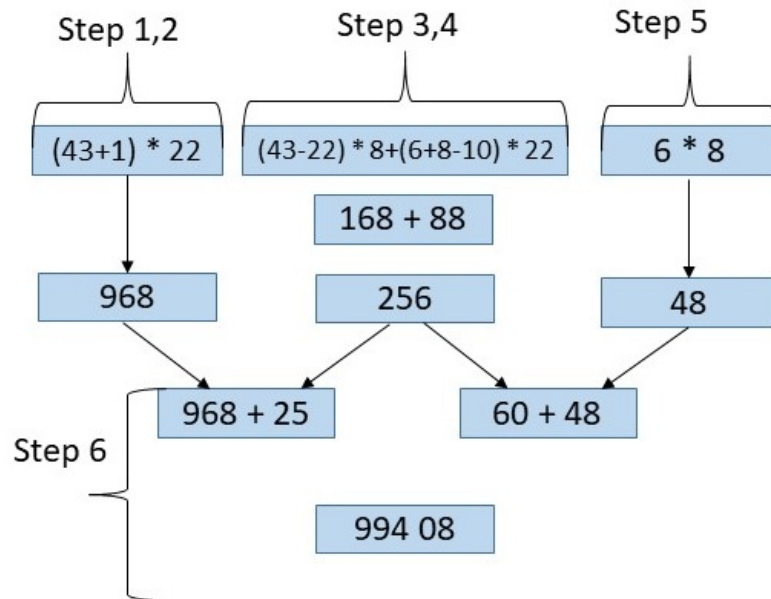 Step 1,2
Step 3,4
Step 5
(43+1) * 22
(43-22) * 8+(6+8-10) * 22
6 * 8
168 + 88
968
256
48
968 + 25
60 + 48
Step 6
994 08